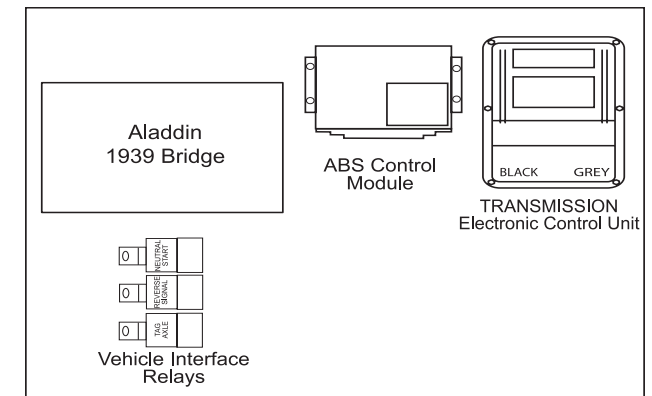 Aladdin
1939 Bridge
ABS Control
Module
BLACK GREY
TRANSMISSION
Electronic Control Unit
NEUTRAL
START
REVERSE
SIGNAL
TAG
AXLE
Vehicle Interface
Relays